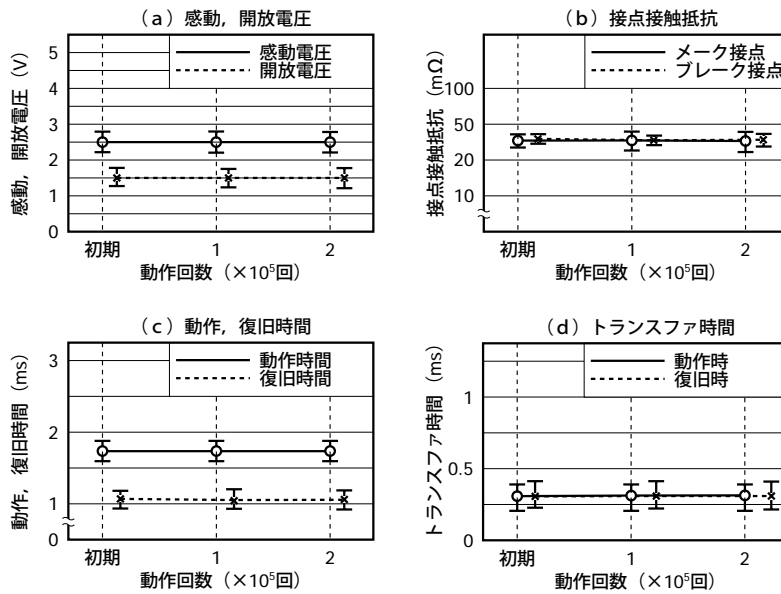 （a）感動，開放電圧
感動，開放電圧（V）
5
4
3
2
1
0
感動電圧
開放電圧
初期
1
2
動作回数（×10⁵回）
（b）接点接触抵抗
接点接触抵抗（mΩ）
100
50
20
10
メーク接点
ブレーク接点
初期
1
2
動作回数（×10⁵回）
（c）動作，復旧時間
動作，復旧時間（ms）
3
2
1
0
動作時間
復旧時間
初期
1
2
動作回数（×10⁵回）
（d）トランスファ時間
トランスファ時間（ms）
1
0.5
0
動作時
復旧時
初期
1
2
動作回数（×10⁵回）